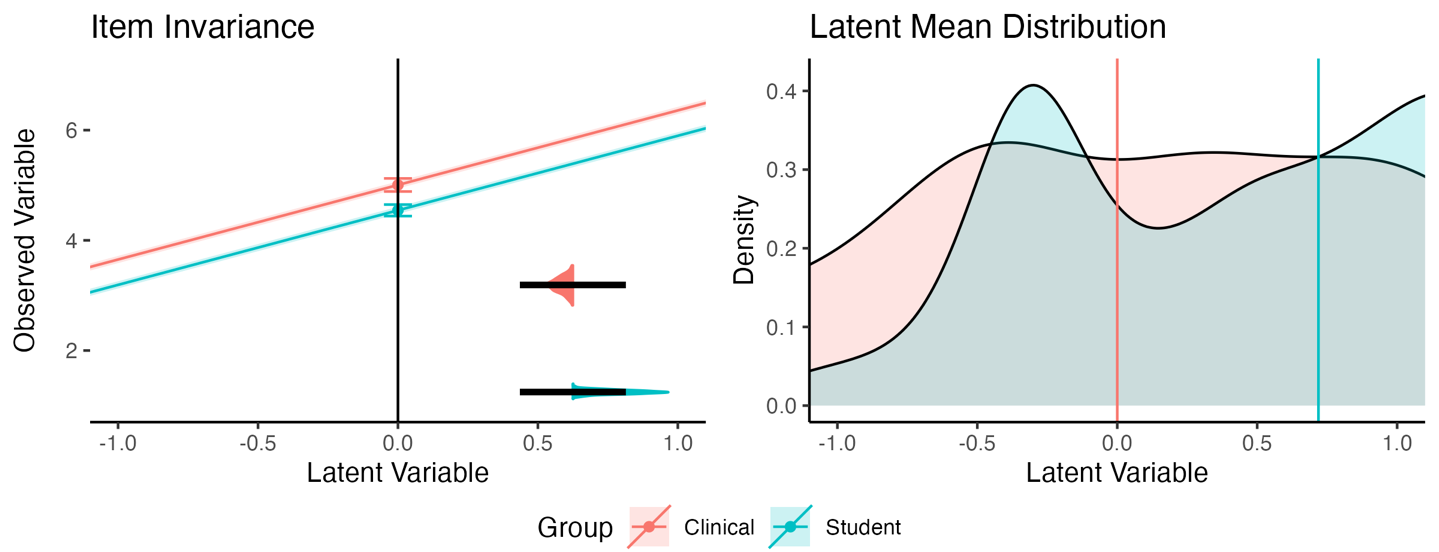 Item Invariance
Observed Variable
6
4
2
-1.0 -0.5 0.0 0.5 1.0
Latent Variable
Latent Mean Distribution
Density
0.4
0.3
0.2
0.1
0.0
-1.0 -0.5 0.0 0.5 1.0
Latent Variable
Group Clinical Student